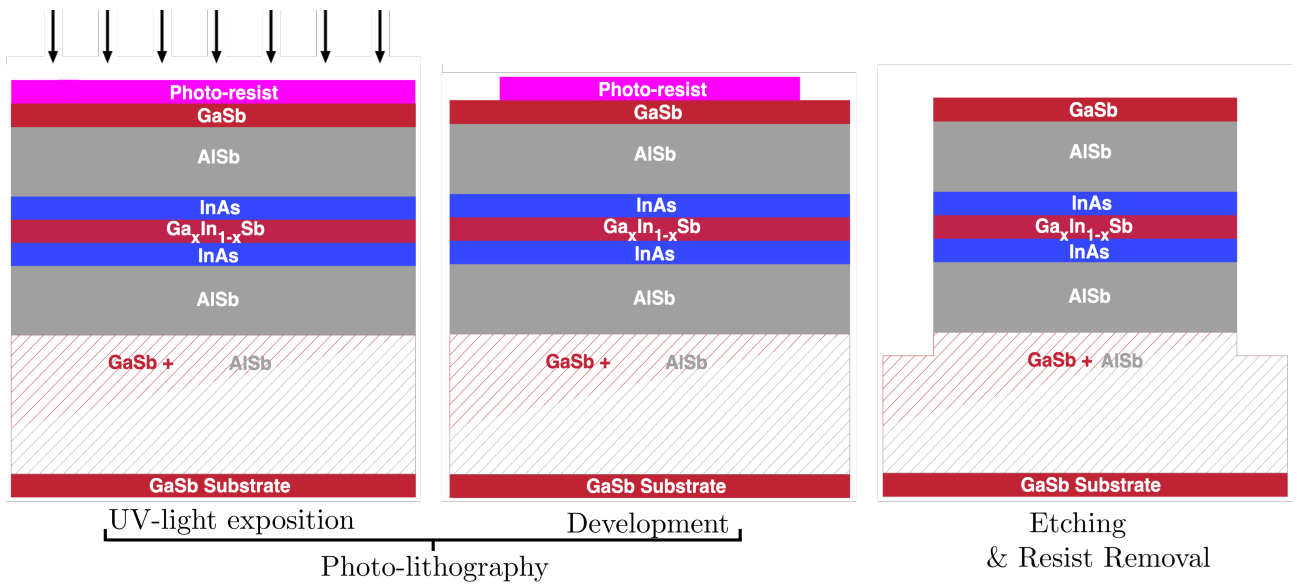 Photo-resist
GaSb
AlSb
InAs
GaxIn1-xSb
InAs
AlSb
GaSb + AlSb
GaSb Substrate
UV-light exposition
Photo-resist
GaSb
AlSb
InAs
GaxIn1-xSb
InAs
AlSb
GaSb + AlSb
GaSb Substrate
Development
Photo-lithography
GaSb
AlSb
InAs
GaxIn1-xSb
InAs
AlSb
GaSb + AlSb
GaSb Substrate
Etching
& Resist Removal